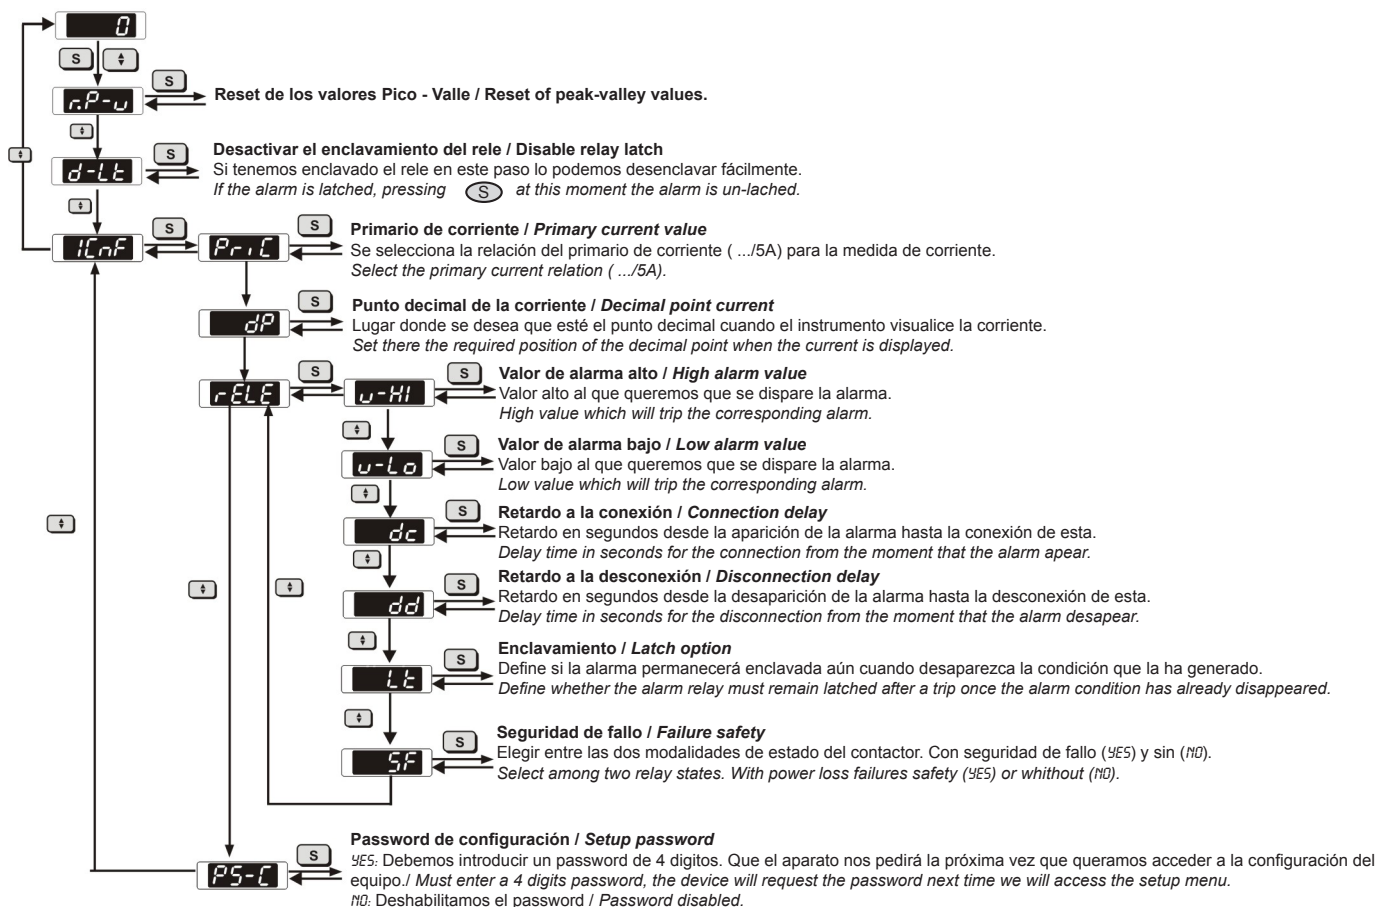 0
S
S
r.P-u
Reset de los valores Pico - Valle / Reset of peak-valley values.
Desactivar el enclavamiento del rele / Disable relay latch
S
d-Lt
Si tenemos enclavado el rele en este paso lo podemos desenclavar fácilmente.
If the alarm is latched, pressing S at this moment the alarm is un-lached.
S
1CnF
S
PriC
Primario de corriente / Primary current value
Se selecciona la relación del primario de corriente ( .../5A) para la medida de corriente.
Select the primary current relation ( .../5A).
S
dP
Punto decimal de la corriente / Decimal point current
Lugar donde se desea que esté el punto decimal cuando el instrumento visualice la corriente.
Set there the required position of the decimal point when the current is displayed.
S
rELE
S
u-HI
Valor de alarma alto / High alarm value
Valor alto al que queremos que se dispare la alarma.
High value which will trip the corresponding alarm.
S
u-Lo
Valor de alarma bajo / Low alarm value
Valor bajo al que queremos que se dispare la alarma.
Low value which will trip the corresponding alarm.
S
dc
Retardo a la conexión / Connection delay
Retardo en segundos desde la aparición de la alarma hasta la conexión de esta.
Delay time in seconds for the connection from the moment that the alarm apear.
S
dd
Retardo a la desconexión / Disconnection delay
Retardo en segundos desde la desaparición de la alarma hasta la desconexión de esta.
Delay time in seconds for the disconnection from the moment that the alarm desapear.
S
Lt
Enclavamiento / Latch option
Define si la alarma permanecerá enclavada aún cuando desaparezca la condición que la ha generado.
Define whether the alarm relay must remain latched after a trip once the alarm condition has already disappeared.
S
SF
Seguridad de fallo / Failure safety
Elegir entre las dos modalidades de estado del contactor. Con seguridad de fallo (YES) y sin (NO).
Select among two relay states. With power loss failures safety (YES) or whithout (NO).
S
PS-C
Password de configuración / Setup password
YES: Debemos introducir un password de 4 digitos. Que el aparato nos pedirá la próxima vez que queramos acceder a la configuración del
equipo./ Must enter a 4 digits password, the device will request the password next time we will access the setup menu.
NO: Deshabilitamos el password / Password disabled.